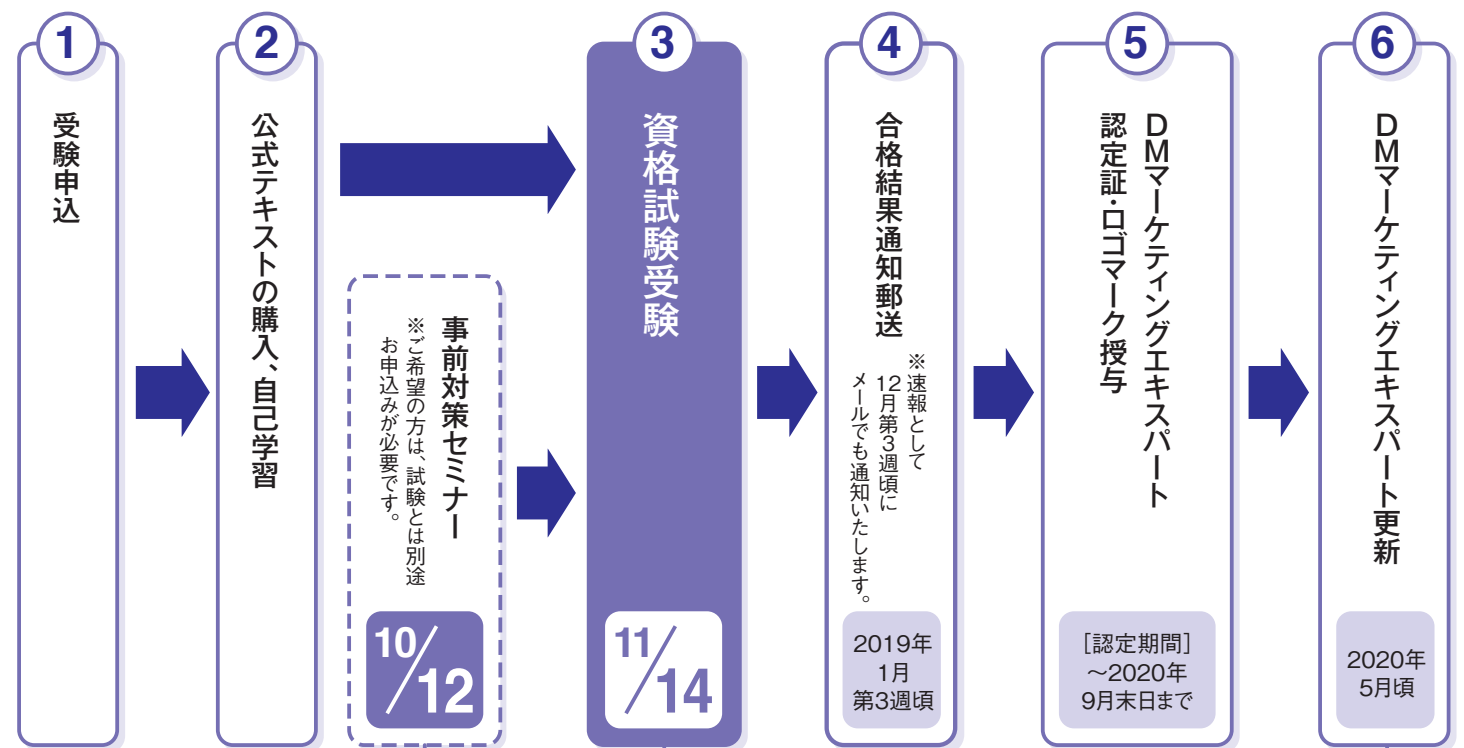 1
受験申込
2
公式テキストの購入、自己学習
事前対策セミナー
※ご希望の方は、試験とは別途
お申込みが必要です。
10/12
3
資格試験受験
11/14
4
合格結果通知郵送
※速報として
12月第3週頃に
メールでも通知いたします。
2019年
1月
第3週頃
5
DMマーケティングエキスパート
認定証・ロゴマーク授与
［認定期間］
～2020年
9月末日まで
6
DMマーケティングエキスパート更新
2020年
5月頃